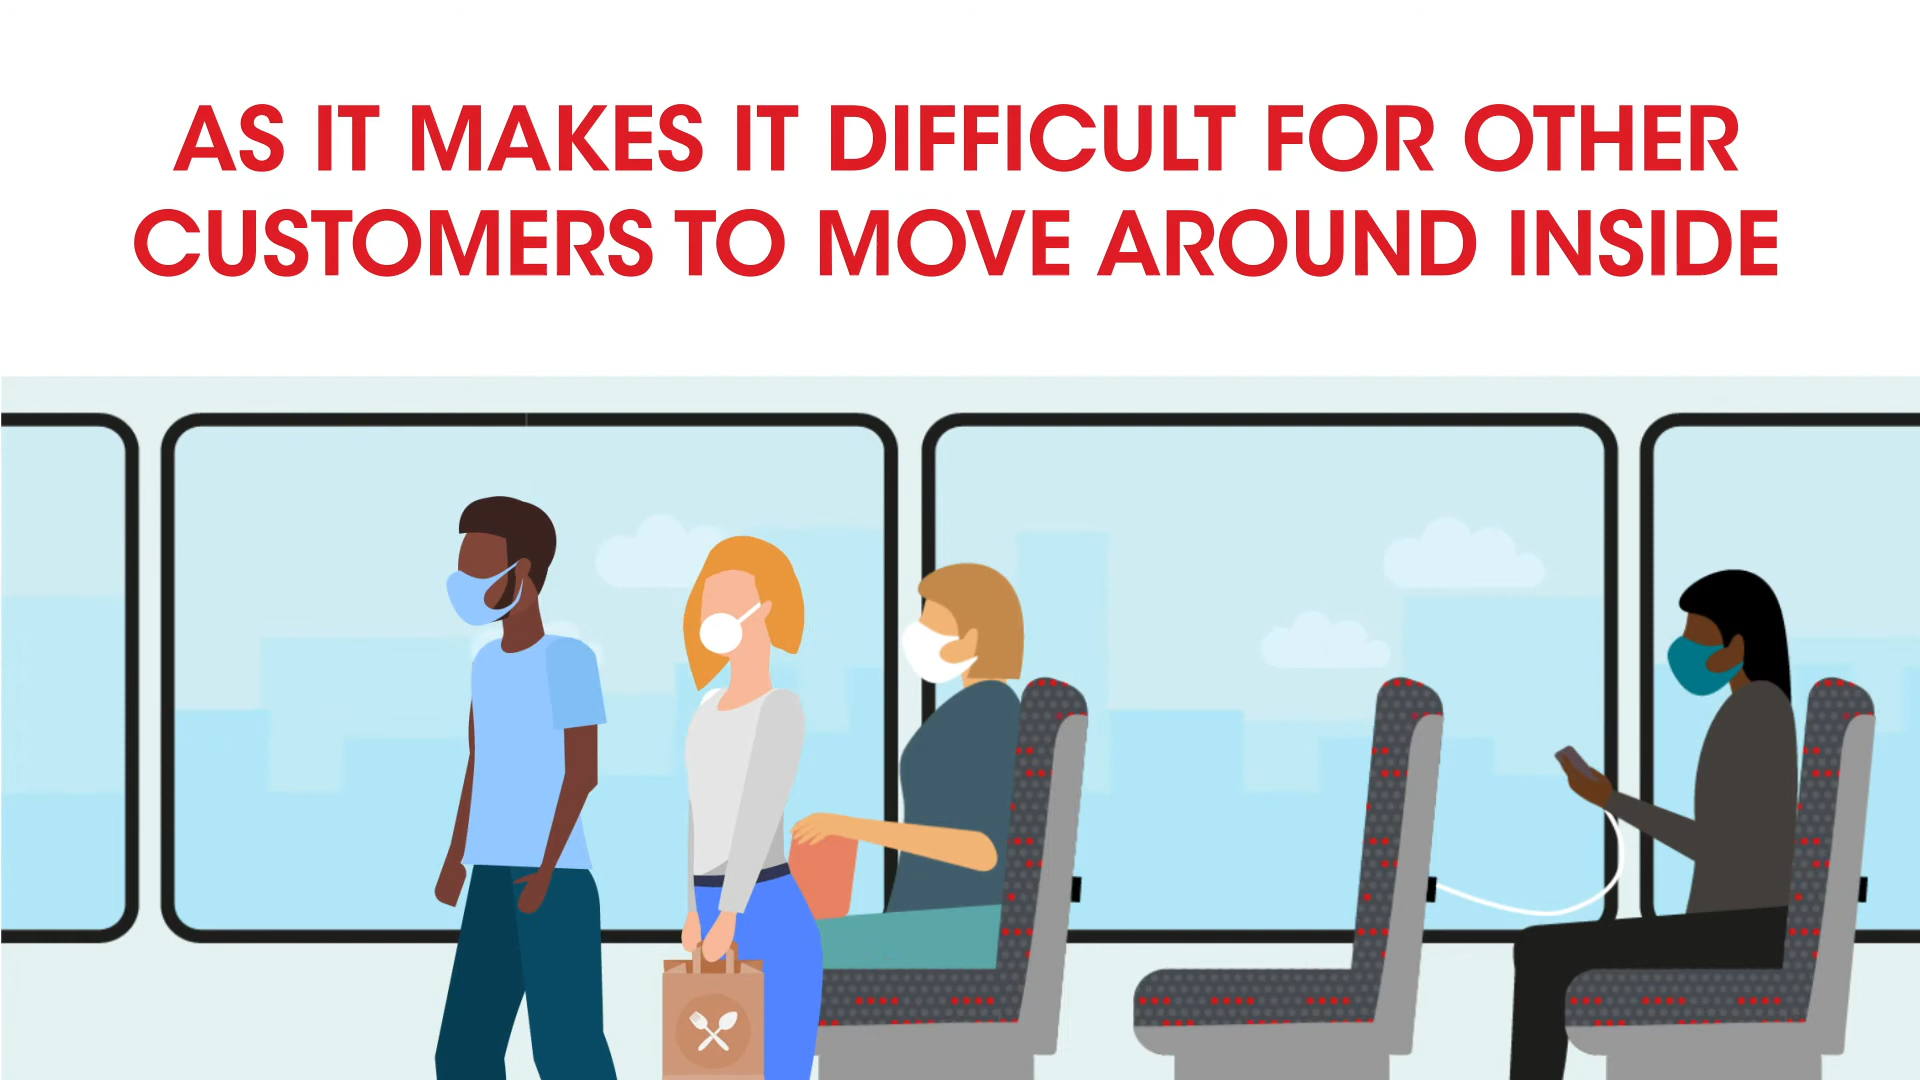 AS IT MAKES IT DIFFICULT FOR OTHER
CUSTOMERS TO MOVE AROUND INSIDE